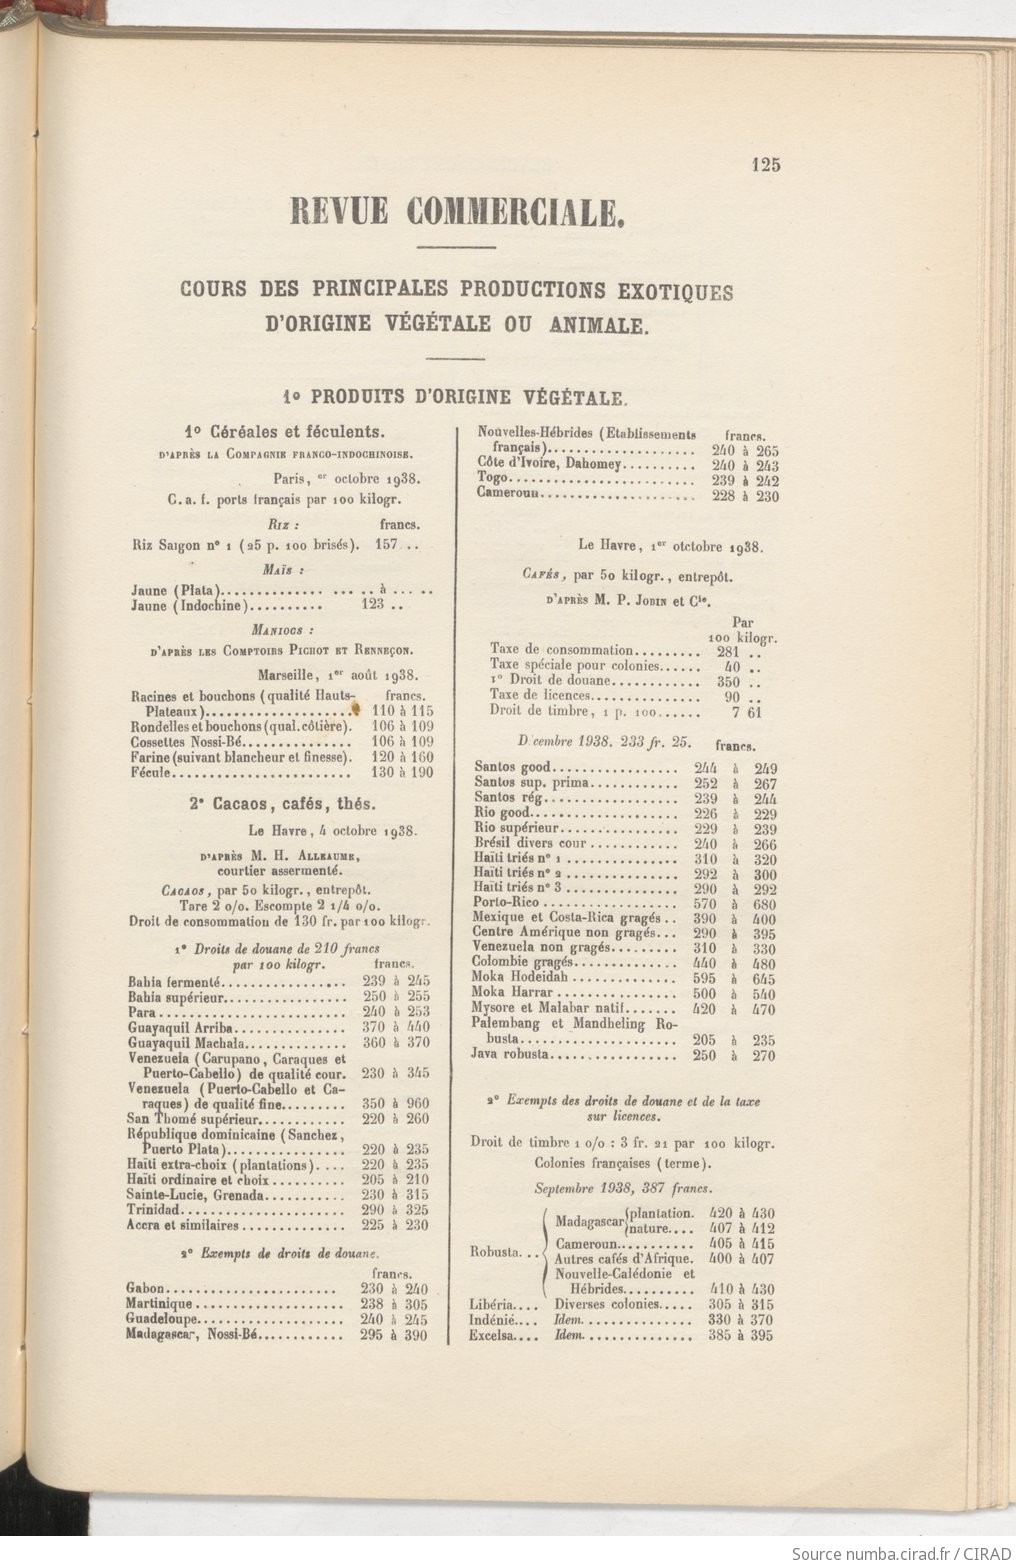 125
REVUE COMMERCIALE.
COURS DES PRINCIPALES PRODUCTIONS EXOTIQUES
D'ORIGINE VÉGÉTALE OU ANIMALE.
1º PRODUITS D'ORIGINE VÉGÉTALE.
1º Céréales et féculents.
D'APRÈS LA COMPAGNIE FRANCO-INDOCHINOISE.
Paris, er octobre 1938.
C. a. f. ports français par 100 kilogr.
RIZ : francs.
Riz Saigon nº 1 (25 p. 100 brisés). 157 ..
MAÏS :
Jaune (Plata).............. ... .. à ... ..
Jaune (Indochine).......... 123 ..
MANIOCS :
D'APRÈS LES COMPTOIRS PICHOT ET RENNEÇON.
Marseille, 1er août 1938.
Racines et bouchons (qualité Hauts- francs.
Plateaux).................... 110 à 115
Rondelles et bouchons (qual. côtière). 106 à 109
Cossettes Nossi-Bé............... 106 à 109
Farine (suivant blancheur et finesse). 120 à 160
Fécule........................ 130 à 190
2º Cacaos, cafés, thés.
Le Havre, 4 octobre 1938.
D'APRÈS M. H. ALLEAUME,
courtier assermenté.
CACAOS, par 50 kilogr., entrepôt.
Tare 2 o/o. Escompte 2 1/4 o/o.
Droit de consommation de 130 fr. par 100 kilogr.
1º Droits de douane de 210 francs
par 100 kilogr. francs.
Bahia fermenté................. 239 à 245
Bahia supérieur................ 250 à 255
Para......................... 240 à 253
Guayaquil Arriba............... 370 à 440
Guayaquil Machala.............. 360 à 370
Venezuela (Carupano, Caraques et
Puerto-Cabello) de qualité cour. 230 à 345
Venezuela (Puerto-Cabello et Ca-
raques) de qualité fine......... 350 à 960
San Thomé supérieur............ 220 à 260
République dominicaine (Sanchez,
Puerto Plata)................ 220 à 235
Haïti extra-choix (plantations).... 220 à 235
Haïti ordinaire et choix.......... 205 à 210
Sainte-Lucie, Grenada........... 230 à 315
Trinidad...................... 290 à 325
Accra et similaires.............. 225 à 230
2º Exempts de droits de douane.
francs.
Gabon....................... 230 à 240
Martinique.................... 238 à 305
Guadeloupe................... 240 à 245
Madagascar, Nossi-Bé............ 295 à 390
Nouvelles-Hébrides (Etablissements francs.
français).................... 240 à 265
Côte d'Ivoire, Dahomey.......... 240 à 243
Togo......................... 239 à 242
Cameroun..................... 228 à 230
Le Havre, 1er otctobre 1938.
CAFÉS, par 50 kilogr., entrepôt.
D'APRÈS M. P. JOBIN et Cie.
Par
100 kilogr.
Taxe de consommation......... 281 ..
Taxe spéciale pour colonies...... 40 ..
1º Droit de douane............ 350 ..
Taxe de licences............... 90 ..
Droit de timbre, 1 p. 100...... 7 61
D cembre 1938. 233 fr. 25. francs.
Santos good................. 244 à 249
Santos sup. prima............ 252 à 267
Santos rég.................. 239 à 244
Rio good.................... 226 à 229
Rio supérieur................ 229 à 239
Brésil divers cour ............ 240 à 266
Haïti triés nº 1 ............... 310 à 320
Haïti triés nº 2 ............... 292 à 300
Haïti triés nº 3 ............... 290 à 292
Porto-Rico .................. 570 à 680
Mexique et Costa-Rica gragés .. 390 à 400
Centre Amérique non gragés... 290 à 395
Venezuela non gragés......... 310 à 330
Colombie gragés.............. 440 à 480
Moka Hodeidah .............. 595 à 645
Moka Harrar ................ 500 à 540
Mysore et Malabar natif....... 420 à 470
Palembang et Mandheling Ro-
busta..................... 205 à 235
Java robusta................. 250 à 270
2º Exempts des droits de douane et de la taxe
sur licences.
Droit de timbre 1 o/o : 3 fr. 21 par 100 kilogr.
Colonies françaises (terme).
Septembre 1938, 387 francs.
Robusta... Madagascar plantation. 420 à 430
nature.... 407 à 412
Cameroun........... 405 à 415
Autres cafés d'Afrique. 400 à 407
Nouvelle-Calédonie et
Hébrides.......... 410 à 430
Libéria.... Diverses colonies..... 305 à 315
Indénié.... Idem............... 330 à 370
Excelsa.... Idem............... 385 à 395
Source numba.cirad.fr / CIRAD